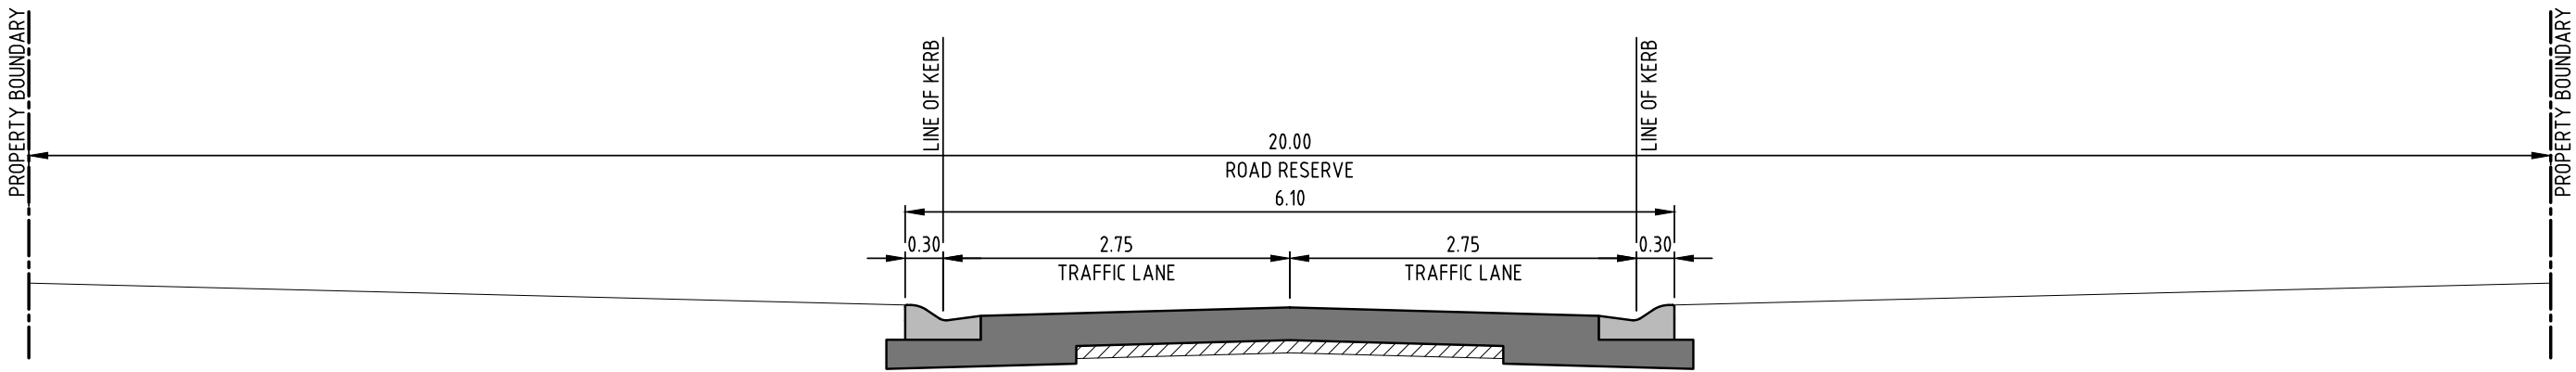 PROPERTY BOUNDARY
LINE OF KERB
LINE OF KERB
PROPERTY BOUNDARY
20.00
ROAD RESERVE
6.10
0.30
2.75
2.75
0.30
TRAFFIC LANE
TRAFFIC LANE